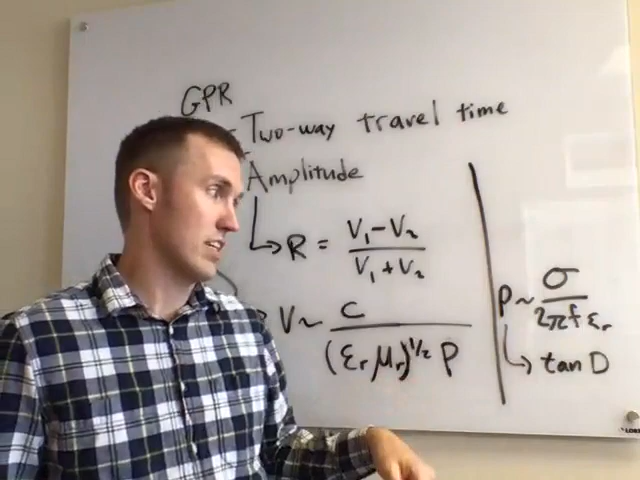 GPR
- Two-way travel time
- Amplitude
↳ R = (V₁ - V₂) / (V₁ + V₂)
V ~ C / (εᵣ μᵣ)^1/2 P
P ~ σ / 2πf εᵣ
↳ tan D